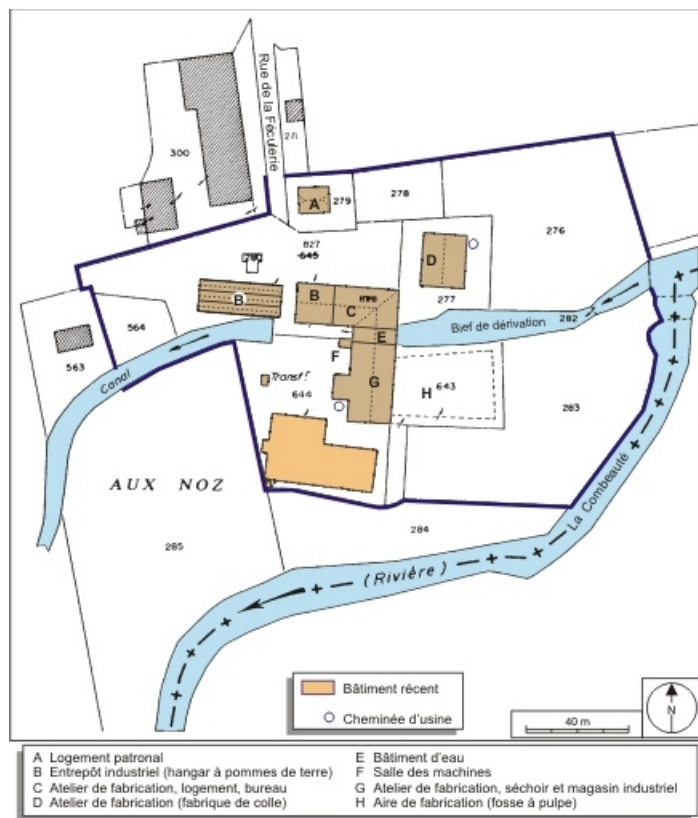 Rue de la Féculerie
300
271
A
279
278
276
827
645
B
B
C
D
277
E
Bief de dérivation
282
564
563
Canal
F
Transf!
G
644
H
643
283
AUX NOZ
285
284
La Combeauté
(Rivière)
Bâtiment récent
Cheminée d'usine
40 m
N
A Logement patronal
B Entrepôt industriel (hangar à pommes de terre)
C Atelier de fabrication, logement, bureau
D Atelier de fabrication (fabrique de colle)
E Bâtiment d'eau
F Salle des machines
G Atelier de fabrication, séchoir et magasin industriel
H Aire de fabrication (fosse à pulpe)